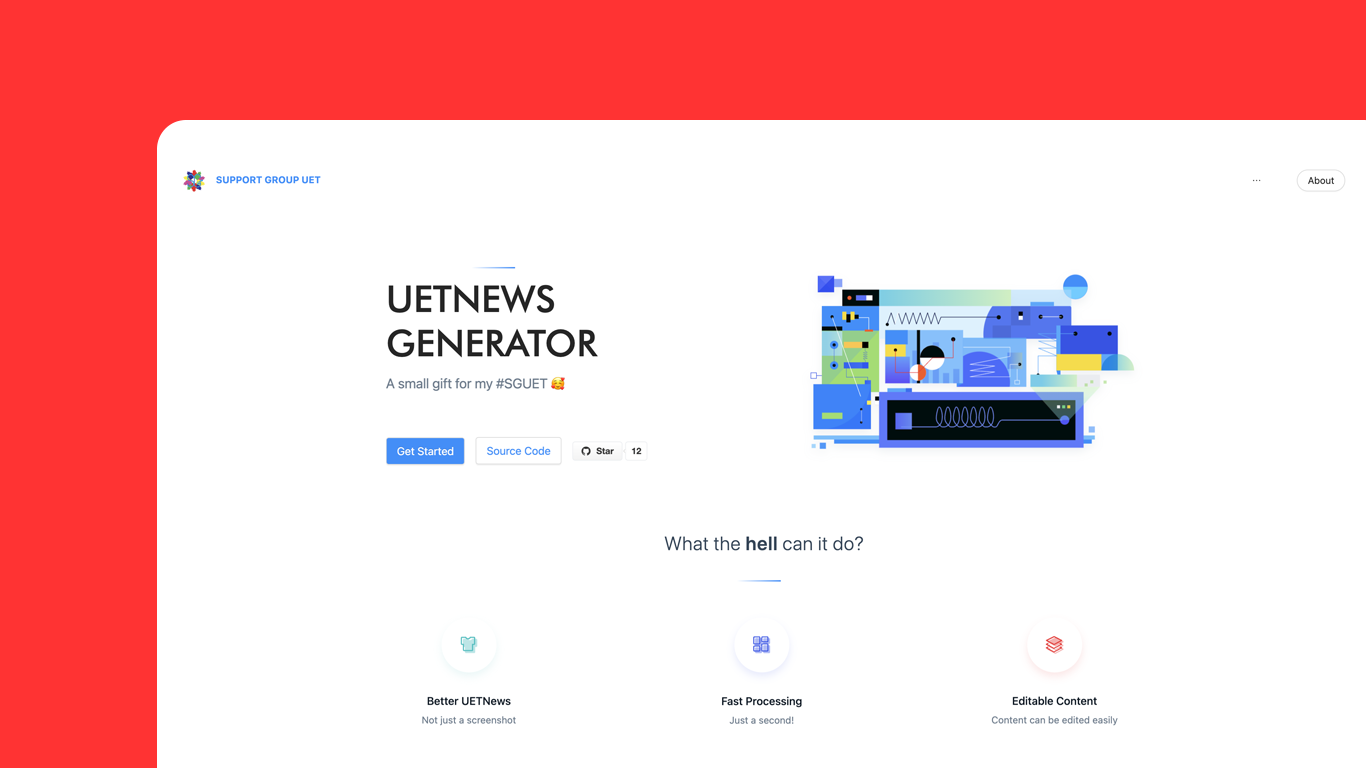 SUPPORT GROUP UET
...
About
UETNEWS
GENERATOR
A small gift for my #SGUET 🥰
Get Started
Source Code
Star
12
What the hell can it do?
Better UETNews
Not just a screenshot
Fast Processing
Just a second!
Editable Content
Content can be edited easily